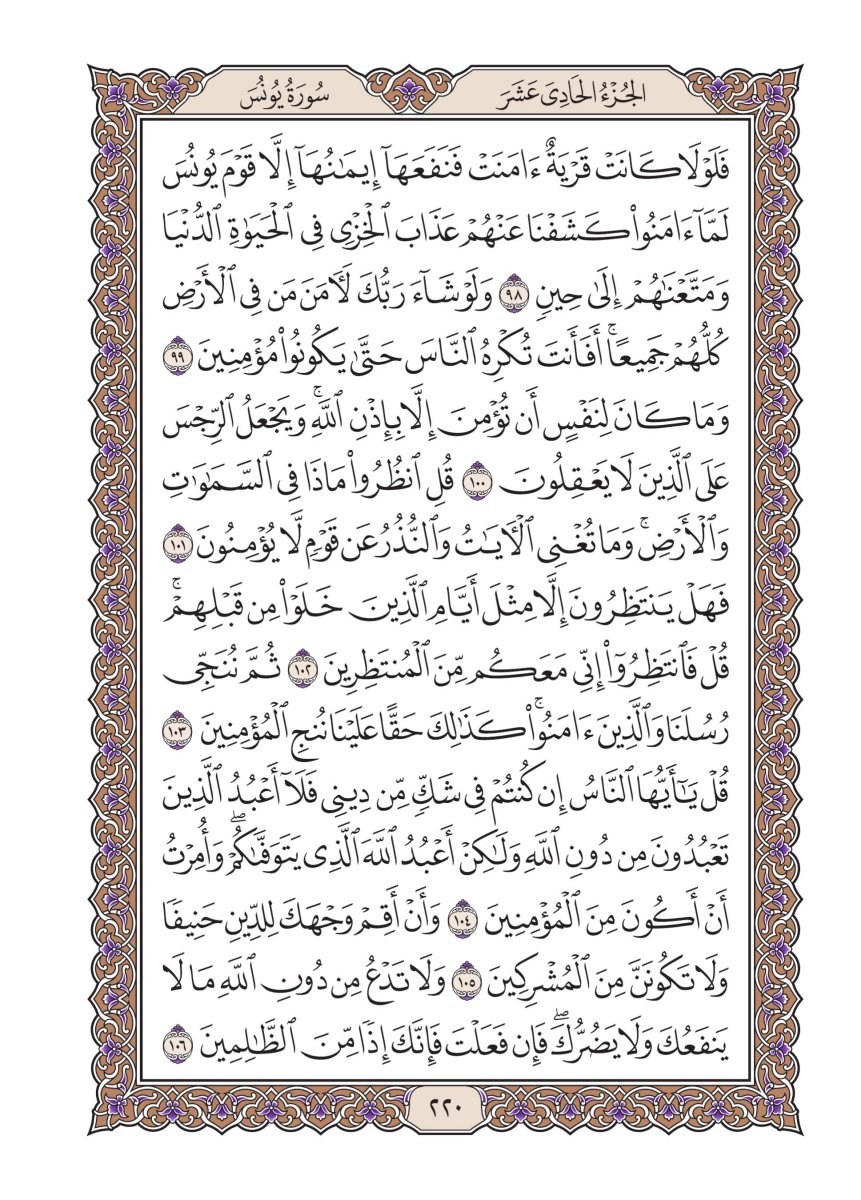 الجُزْءُ الحَادِىَ عَشَرَ
سُورَةُ يُونُسَ
فَلَوْلَا كَانَتْ قَرْيَةٌ ءَامَنَتْ فَنَفَعَهَآ إِيمَٰنُهَآ إِلَّا قَوْمَ يُونُسَ
لَمَّآ ءَامَنُوا۟ كَشَفْنَا عَنْهُمْ عَذَابَ ٱلْخِزْىِ فِى ٱلْحَيَوٰةِ ٱلدُّنْيَا
وَمَتَّعْنَٰهُمْ إِلَىٰ حِينٍ ٩٨ وَلَوْ شَآءَ رَبُّكَ لَءَامَنَ مَن فِى ٱلْأَرْضِ
كُلُّهُمْ جَمِيعًا ۚ أَفَأَنتَ تُكْرِهُ ٱلنَّاسَ حَتَّىٰ يَكُونُوا۟ مُؤْمِنِينَ ٩٩
وَمَا كَانَ لِنَفْسٍ أَن تُؤْمِنَ إِلَّا بِإِذْنِ ٱللَّهِ ۚ وَيَجْعَلُ ٱلرِّجْسَ
عَلَى ٱلَّذِينَ لَا يَعْقِلُونَ ١٠٠ قُلِ ٱنظُرُوا۟ مَاذَا فِى ٱلسَّمَٰوَٰتِ
وَٱلْأَرْضِ ۚ وَمَا تُغْنِى ٱلْءَايَٰتُ وَٱلنُّذُرُ عَن قَوْمٍ لَّا يُؤْمِنُونَ ١٠١
فَهَلْ يَنتَظِرُونَ إِلَّا مِثْلَ أَيَّامِ ٱلَّذِينَ خَلَوْا۟ مِن قَبْلِهِمْ ۚ
قُلْ فَٱنتَظِرُوٓا۟ إِنِّى مَعَكُم مِّنَ ٱلْمُنتَظِرِينَ ١٠٢ ثُمَّ نُنَجِّى
رُسُلَنَا وَٱلَّذِينَ ءَامَنُوا۟ ۚ كَذَٰلِكَ حَقًّا عَلَيْنَا نُنجِ ٱلْمُؤْمِنِينَ ١٠٣
قُلْ يَٰٓأَيُّهَا ٱلنَّاسُ إِن كُنتُمْ فِى شَكٍّ مِّن دِينِى فَلَآ أَعْبُدُ ٱلَّذِينَ
تَعْبُدُونَ مِن دُونِ ٱللَّهِ وَلَٰكِنْ أَعْبُدُ ٱللَّهَ ٱلَّذِى يَتَوَفَّىٰكُمْ ۖ وَأُمِرْتُ
أَنْ أَكُونَ مِنَ ٱلْمُؤْمِنِينَ ١٠٤ وَأَنْ أَقِمْ وَجْهَكَ لِلدِّينِ حَنِيفًا
وَلَا تَكُونَنَّ مِنَ ٱلْمُشْرِكِينَ ١٠٥ وَلَا تَدْعُ مِن دُونِ ٱللَّهِ مَا لَا
يَنفَعُكَ وَلَا يَضُرُّكَ ۖ فَإِن فَعَلْتَ فَإِنَّكَ إِذًا مِّنَ ٱلظَّٰلِمِينَ ١٠٦
٢٢٠